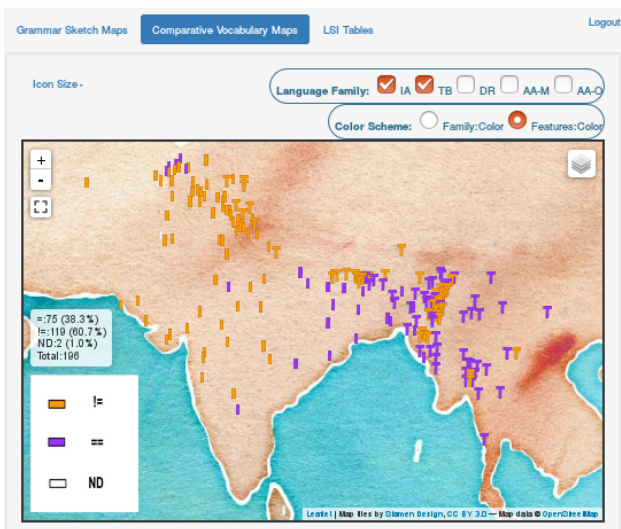 Grammar Sketch Maps Comparative Vocabulary Maps LSI Tables Logout
Icon Size
Language Family: IA TB DR AA-M AA-O
Color Scheme: Family:Color Features:Color
+
-
=:75 (38.3%)
!=:119 (60.7%)
ND:2 (1.0%)
Total:196
!=
==
ND
Leaflet | Map tiles by Stamen Design, CC BY 3.0 — Map data © OpenStreetMap